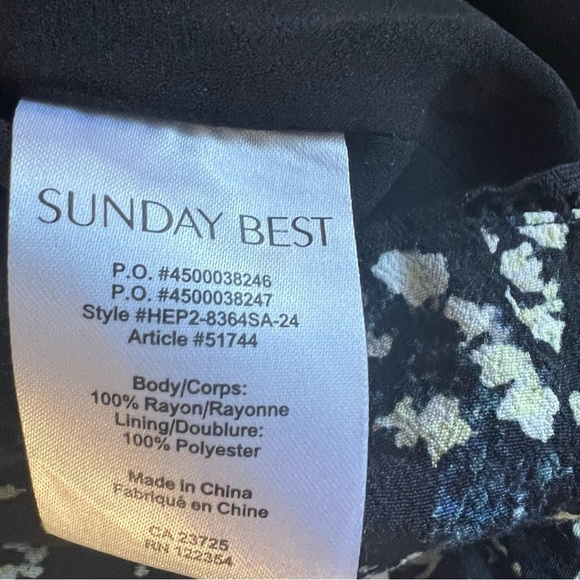 SUNDAY BEST
P.O. #4500038246
P.O. #4500038247
Style #HEP2-8364SA-24
Article #51744
Body/Corps:
100% Rayon/Rayonne
Lining/Doublure:
100% Polyester
Made in China
Fabriqué en Chine
CA 23725
RN 122354